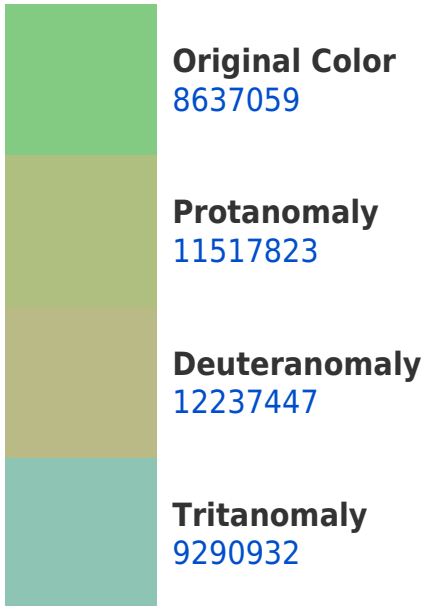 Original Color
8637059
Protanomaly
11517823
Deuteranomaly
12237447
Tritanomaly
9290932